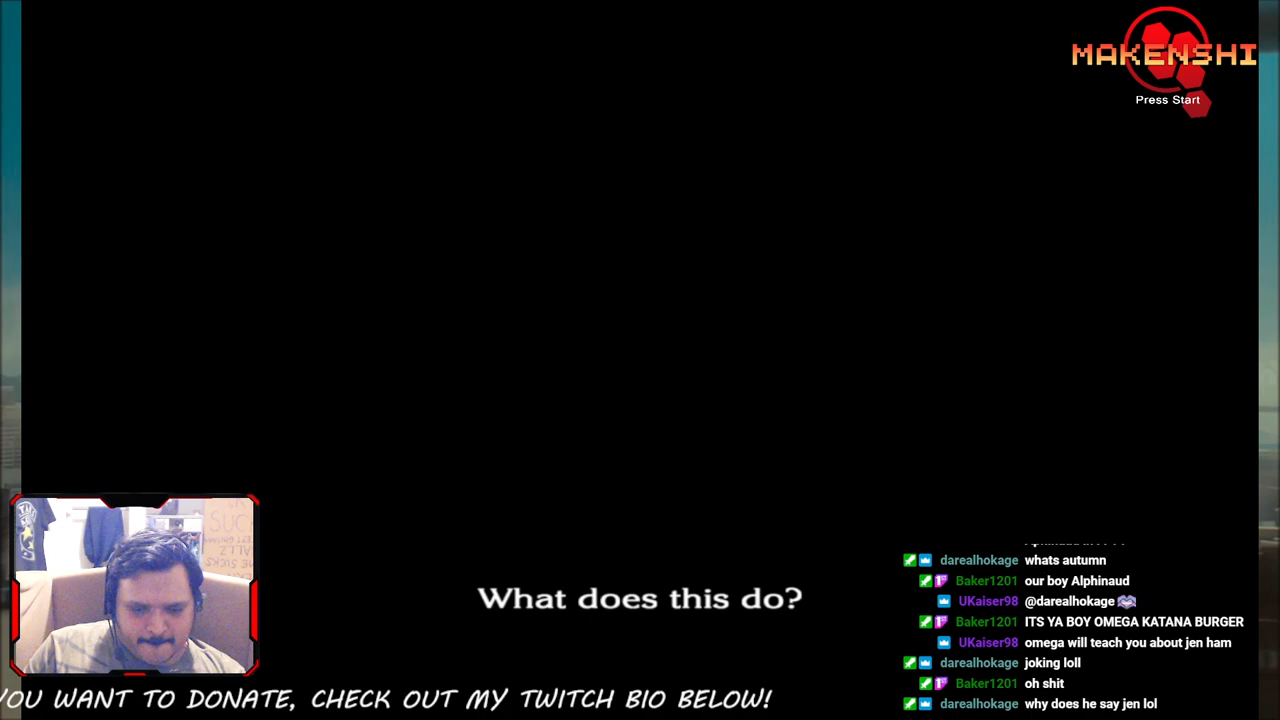 MAKENSHI
Press Start
SUC
What does this do?
darealhokage whats autumn
Baker1201 our boy Alphinaud
UKaiser98 @darealhokage
Baker1201 ITS YA BOY OMEGA KATANA BURGER
UKaiser98 omega will teach you about jen ham
darealhokage joking loll
Baker1201 oh shit
darealhokage why does he say jen lol
YOU WANT TO DONATE, CHECK OUT MY TWITCH BIO BELOW!